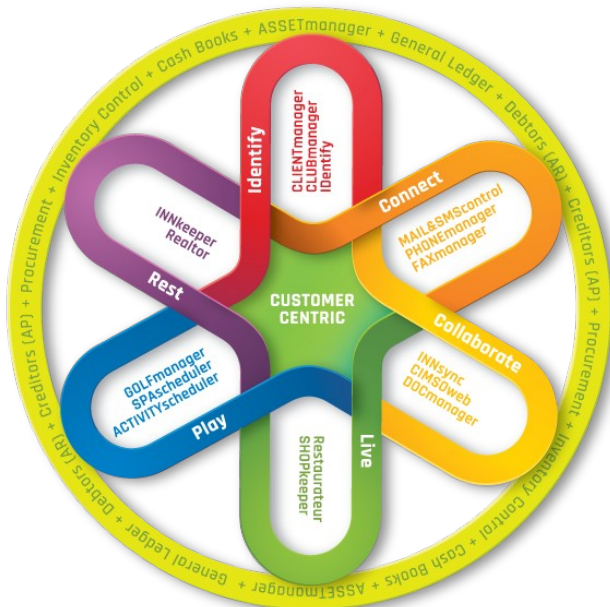 Procurement + Inventory Control + Cash Books + ASSETmanager + General Ledger + Debtors (AR) + Creditors (AP) + Procurement + Inventory Control + Cash Books + ASSETmanager + General Ledger + Debtors (AR) + Creditors (AP) +
Identify
CLIENTmanager
CLUBmanager
IDentify
Connect
MAIL&SMScontrol
PHONEmanager
FAXmanager
Collaborate
INNsync
CIMSOweb
DOCmanager
Live
Restaurateur
SHOPkeeper
Play
GOLFmanager
SPAscheduler
ACTIVITYscheduler
Rest
INNkeeper
Realtor
CUSTOMER
CENTRIC